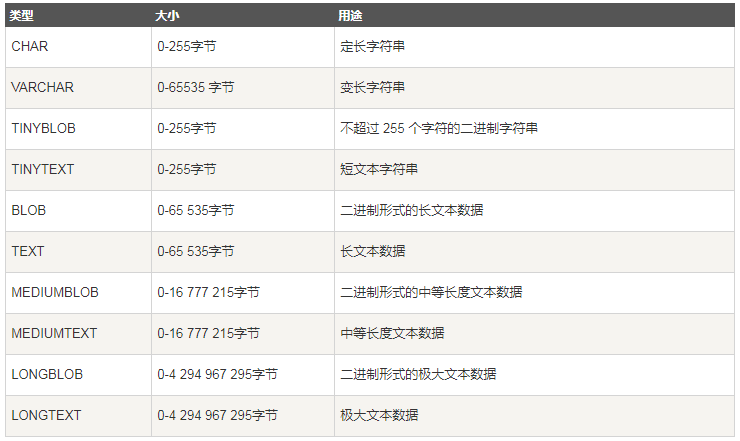 类型 大小 用途
CHAR 0-255字节 定长字符串
VARCHAR 0-65535 字节 变长字符串
TINYBLOB 0-255字节 不超过 255 个字符的二进制字符串
TINYTEXT 0-255字节 短文本字符串
BLOB 0-65 535字节 二进制形式的长文本数据
TEXT 0-65 535字节 长文本数据
MEDIUMBLOB 0-16 777 215字节 二进制形式的中等长度文本数据
MEDIUMTEXT 0-16 777 215字节 中等长度文本数据
LONGBLOB 0-4 294 967 295字节 二进制形式的极大文本数据
LONGTEXT 0-4 294 967 295字节 极大文本数据